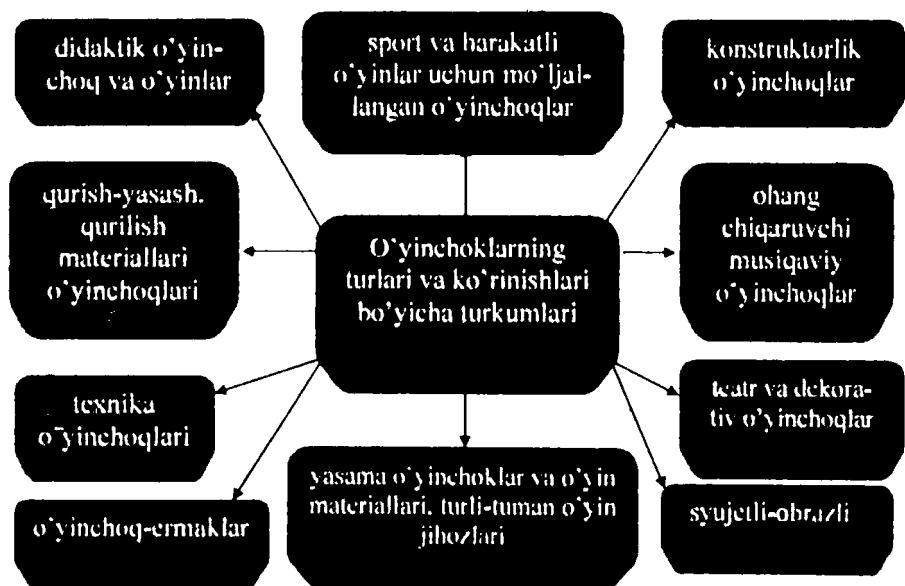 didaktik o'yin-
choq va o'yinlar
sport va harakatli
o'yinlar uchun mo'ljal-
langan o'yinchoqlar
konstruktorlik
o'yinchoqlar
qurish-yasash.
qurilish
materiallari
o'yinchoqlari
O'yinchoklarning
turlari va ko'rinishlari
bo'yicha turkumlari
ohang
chiqaruvchi
musiqaviy
o'yinchoqlar
texnika
o'yinchoqlari
teatr va dekora-
tiv o'yinchoqlar
o'yinchoq-ermaklar
yasama o'yinchoklar va o'yin
materiallari. turli-tuman o'yin
jihozlari
syujetli-obrazli